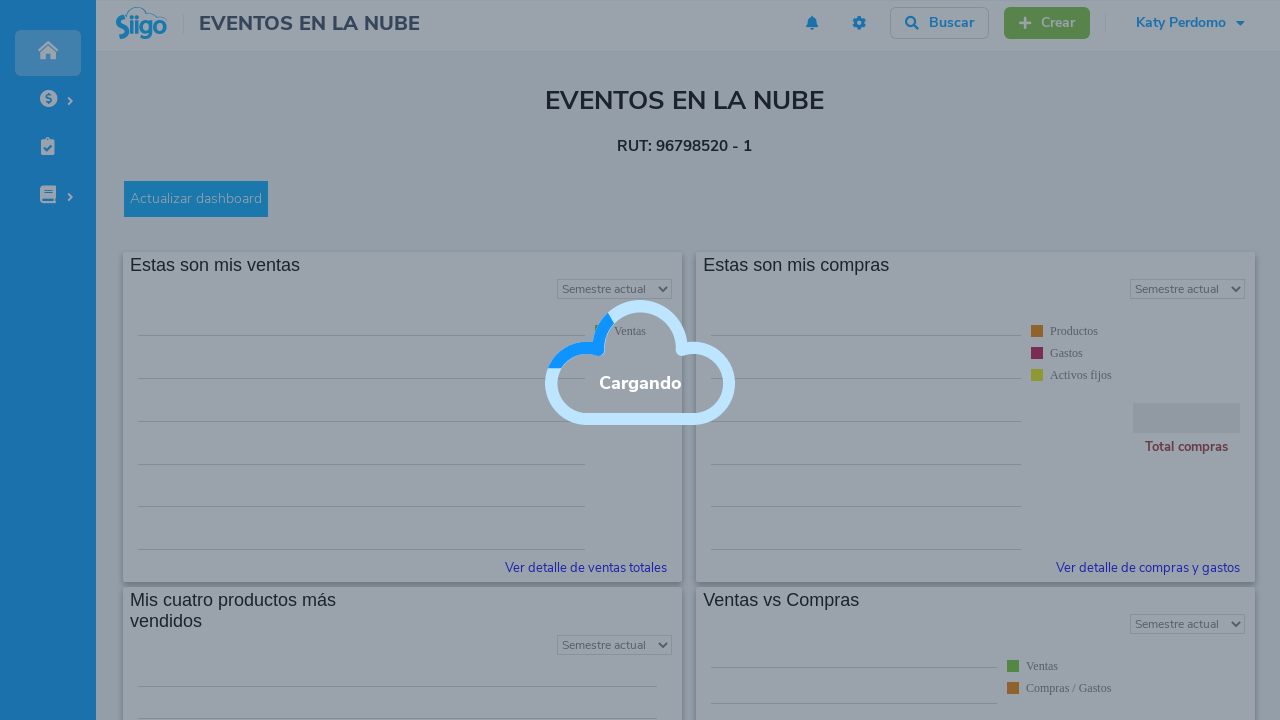 Siigo
EVENTOS EN LA NUBE
Buscar
Crear
Katy Perdomo
EVENTOS EN LA NUBE
RUT: 96798520 - 1
Actualizar dashboard
Estas son mis ventas
Semestre actual
Ventas
Ver detalle de ventas totales
Estas son mis compras
Semestre actual
Productos
Gastos
Activos fijos
Total compras
Ver detalle de compras y gastos
Cargando
Mis cuatro productos más
vendidos
Semestre actual
Ventas vs Compras
Semestre actual
Ventas
Compras / Gastos